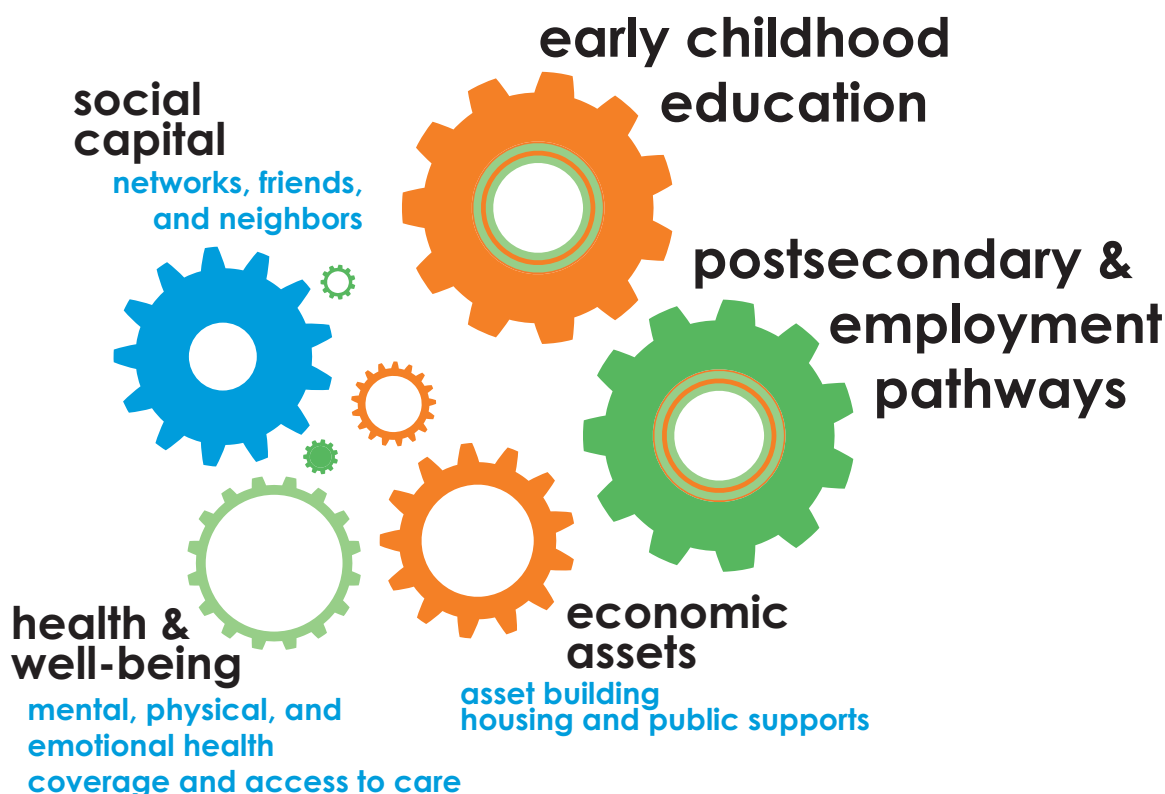 early childhood
education
social
capital
networks, friends,
and neighbors
postsecondary &
employment
pathways
health &
well-being
mental, physical, and
emotional health
coverage and access to care
economic
assets
asset building
housing and public supports